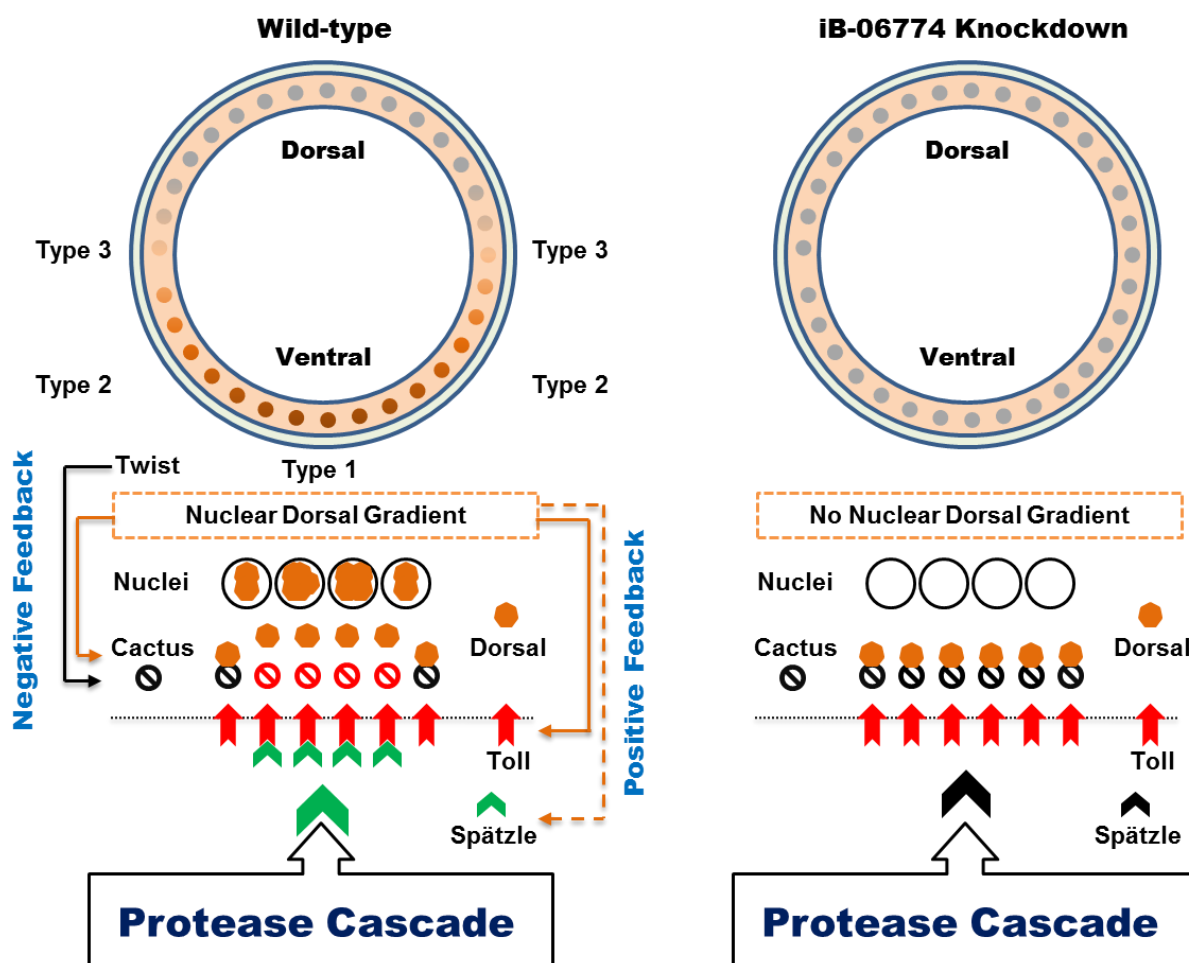 Wild-type
Dorsal
Type 3
Type 3
Ventral
Type 2
Type 2
Type 1
Twist
Negative Feedback
Nuclear Dorsal Gradient
Nuclei
Cactus
Dorsal
Positive Feedback
Toll
Spätzle
Protease Cascade
iB-06774 Knockdown
Dorsal
Ventral
No Nuclear Dorsal Gradient
Nuclei
Cactus
Dorsal
Toll
Spätzle
Protease Cascade